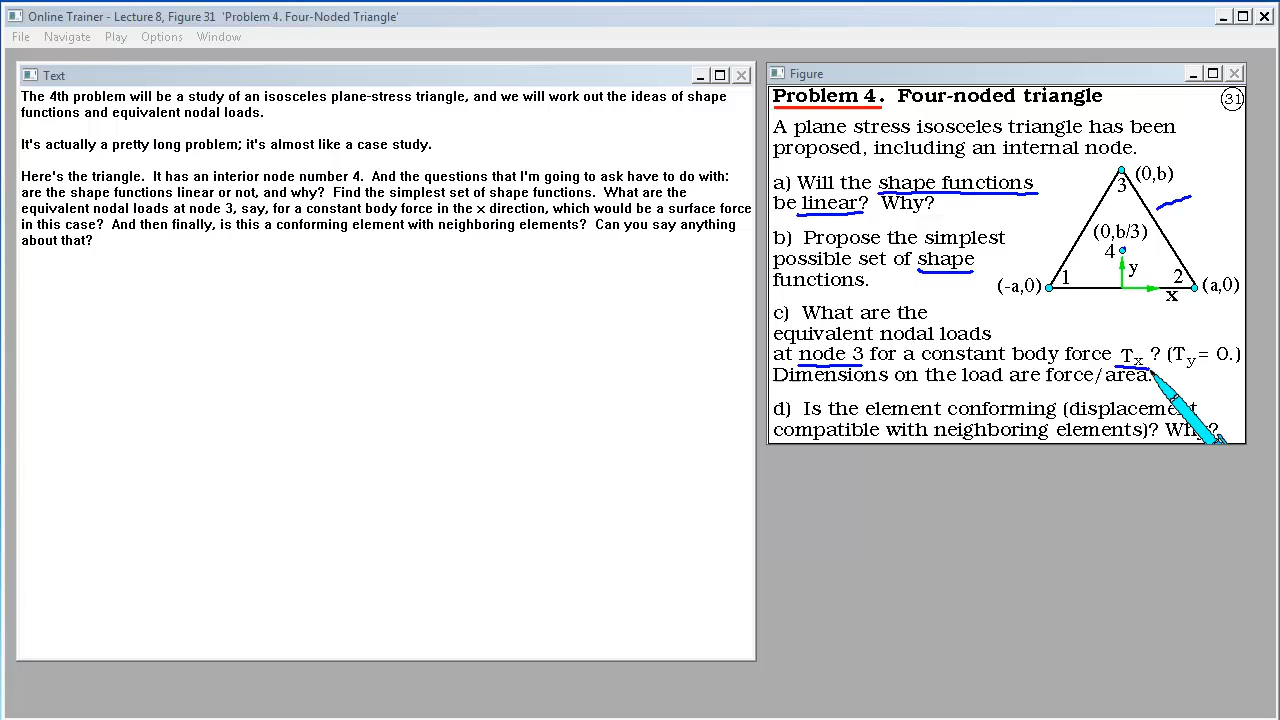 Online Trainer - Lecture 8, Figure 31  'Problem 4. Four-Noded Triangle'
File  Navigate  Play  Options  Window
Text
The 4th problem will be a study of an isosceles plane-stress triangle, and we will work out the ideas of shape
functions and equivalent nodal loads.
It's actually a pretty long problem; it's almost like a case study.
Here's the triangle.  It has an interior node number 4.  And the questions that I'm going to ask have to do with:
are the shape functions linear or not, and why?  Find the simplest set of shape functions.  What are the
equivalent nodal loads at node 3, say, for a constant body force in the x direction, which would be a surface force
in this case?  And then finally, is this a conforming element with neighboring elements?  Can you say anything
about that?
Figure
Problem 4.  Four-noded triangle
31
A plane stress isosceles triangle has been
proposed, including an internal node.
a) Will the shape functions
be linear?  Why?
b)  Propose the simplest
possible set of shape
functions.
c)  What are the
equivalent nodal loads
at node 3 for a constant body force Tx ? (Ty= 0.)
Dimensions on the load are force/area.
d)  Is the element conforming (displacement
compatible with neighboring elements)? Why?
3
(0,b)
(0,b/3)
4
y
(-a,0)
1
2
(a,0)
x